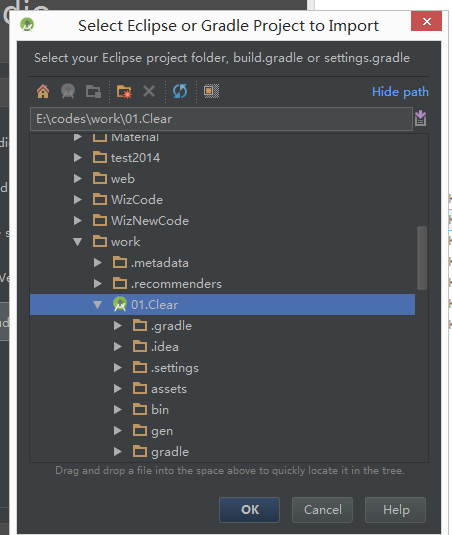 Select Eclipse or Gradle Project to Import
Select your Eclipse project folder, build.gradle or settings.gradle
Hide path
E:\codes\work\01.Clear
Material
test2014
web
WizCode
WizNewCode
work
.metadata
.recommenders
01.Clear
.gradle
.idea
.settings
assets
bin
gen
gradle
Drag and drop a file into the space above to quickly locate it in the tree.
OK
Cancel
Help